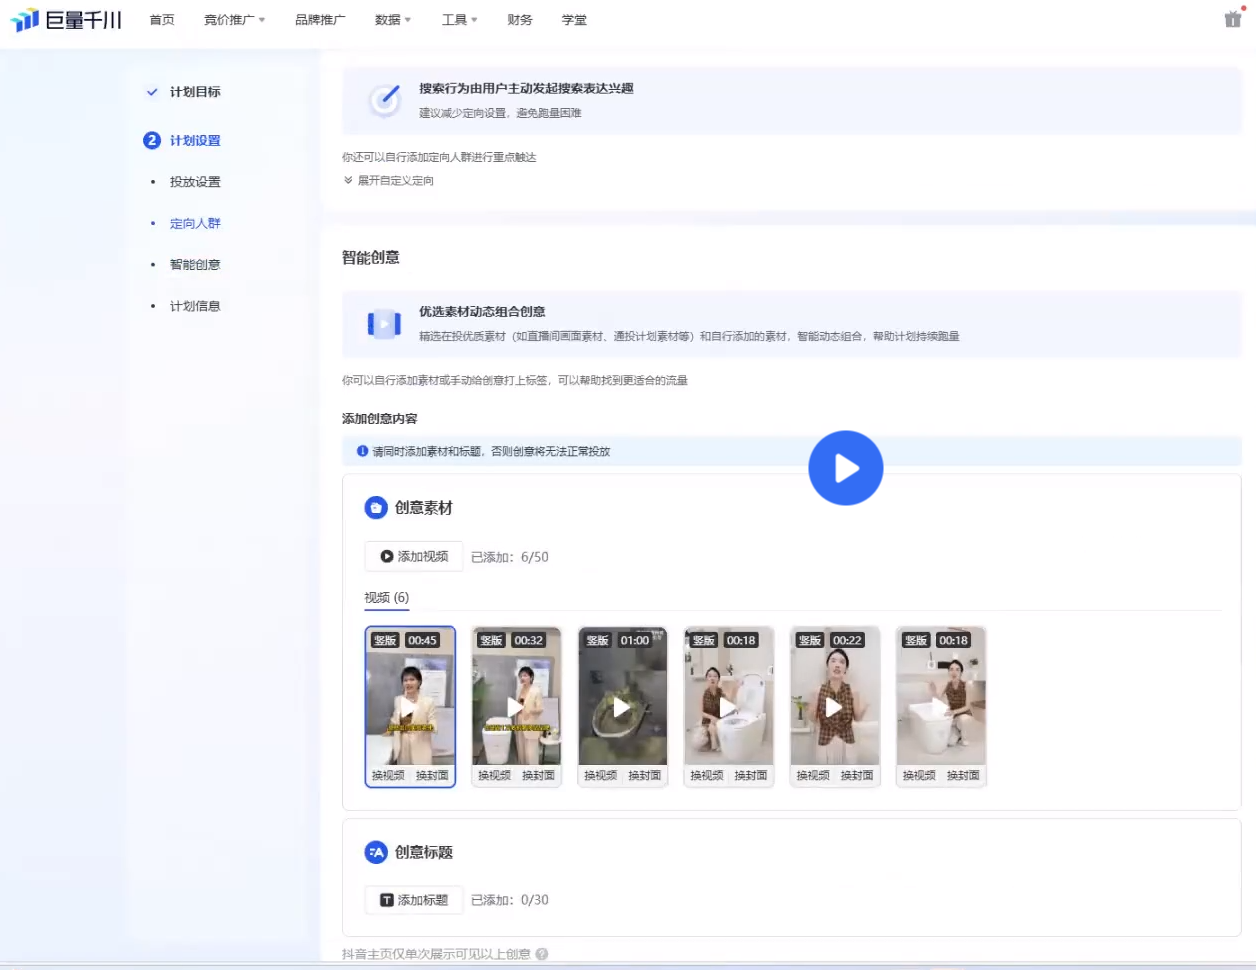 巨量千川
首页 竞价推广 品牌推广 数据 工具 财务 学堂
计划目标
2 计划设置
投放设置
定向人群
智能创意
计划信息
搜索行为由用户主动发起搜索表达兴趣
建议减少定向设置，避免跑量困难
你还可以自行添加定向人群进行重点触达
展开自定义定向
智能创意
优选素材动态组合创意
精选在投优质素材（如直播间画面素材、通投计划素材等）和自行添加的素材，智能动态组合，帮助计划持续跑量
你可以自行添加素材或手动给创意打上标签，可以帮助找到更适合的流量
添加创意内容
请同时添加素材和标题，否则创意将无法正常投放
创意素材
添加视频 已添加：6/50
视频 (6)
竖版 00:45 竖版 00:32 竖版 01:00 竖版 00:18 竖版 00:22 竖版 00:18
换视频 换封面 换视频 换封面 换视频 换封面 换视频 换封面 换视频 换封面 换视频 换封面
创意标题
添加标题 已添加：0/30
抖音主页仅单次展示可见以上创意